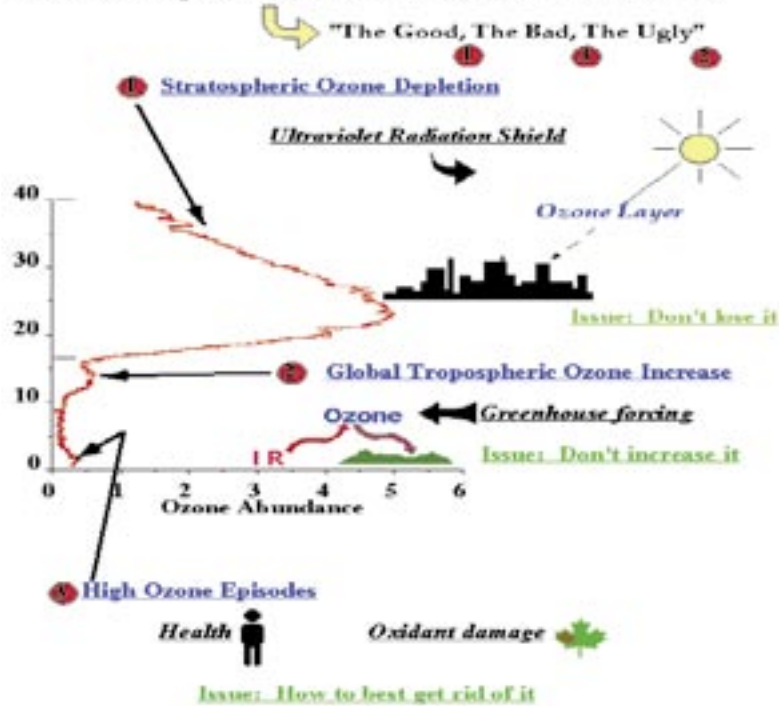 "The Good, The Bad, The Ugly"
1 Stratospheric Ozone Depletion
Ultraviolet Radiation Shield
Ozone Layer
40
30
20
10
0
Issue: Don't lose it
2 Global Tropospheric Ozone Increase
Ozone
Greenhouse forcing
IR
Issue: Don't increase it
0 1 2 3 4 5 6
Ozone Abundance
High Ozone Episodes
Health
Oxidant damage
Issue: How to best get rid of it